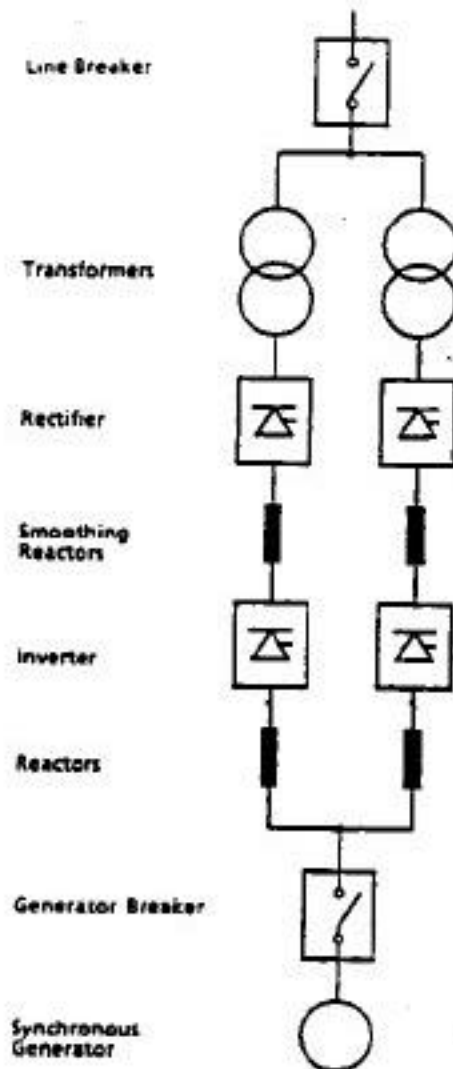 Line Breaker
Transformers
Rectifier
Smoothing
Reactors
Inverter
Reactors
Generator Breaker
Synchronous
Generator